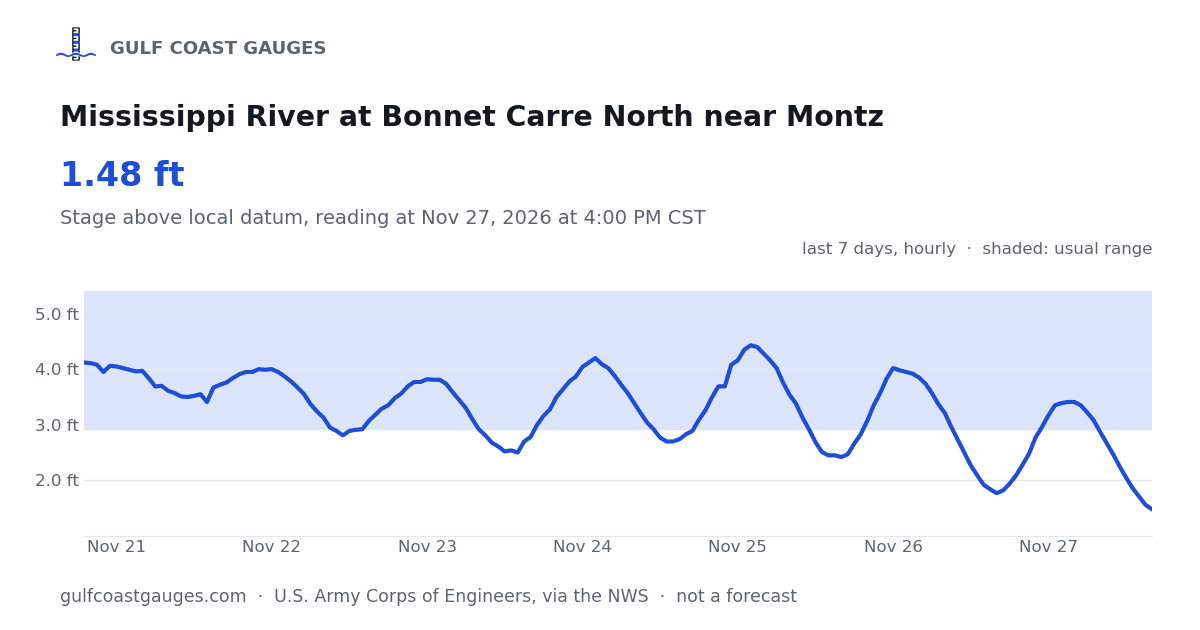 GULF COAST GAUGES
Mississippi River at Bonnet Carre North near Montz
1.48 ft
Stage above local datum, reading at Nov 27, 2026 at 4:00 PM CST
last 7 days, hourly · shaded: usual range
5.0 ft
4.0 ft
3.0 ft
2.0 ft
Nov 21 Nov 22 Nov 23 Nov 24 Nov 25 Nov 26 Nov 27
gulfcoastgauges.com · U.S. Army Corps of Engineers, via the NWS · not a forecast